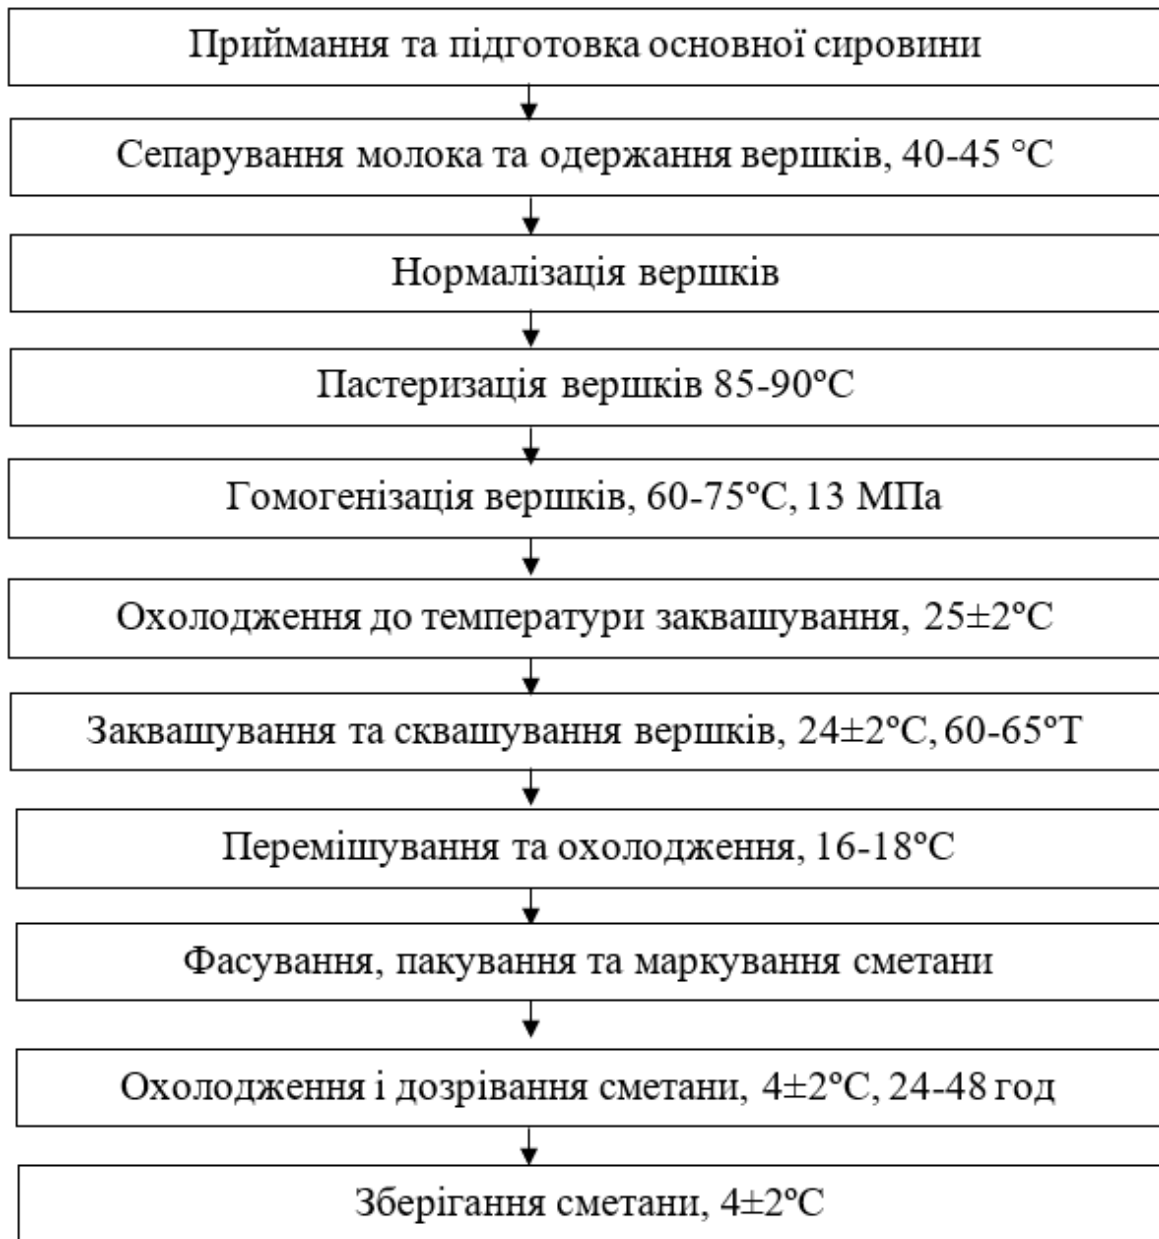 Приймання та підготовка основної сировини
Сепарування молока та одержання вершків, 40-45 °С
Нормалізація вершків
Пастеризація вершків 85-90ºС
Гомогенізація вершків, 60-75ºС, 13 МПа
Охолодження до температури заквашування, 25±2ºС
Заквашування та сквашування вершків, 24±2ºС, 60-65ºТ
Перемішування та охолодження, 16-18ºС
Фасування, пакування та маркування сметани
Охолодження і дозрівання сметани, 4±2ºС, 24-48 год
Зберігання сметани, 4±2ºС